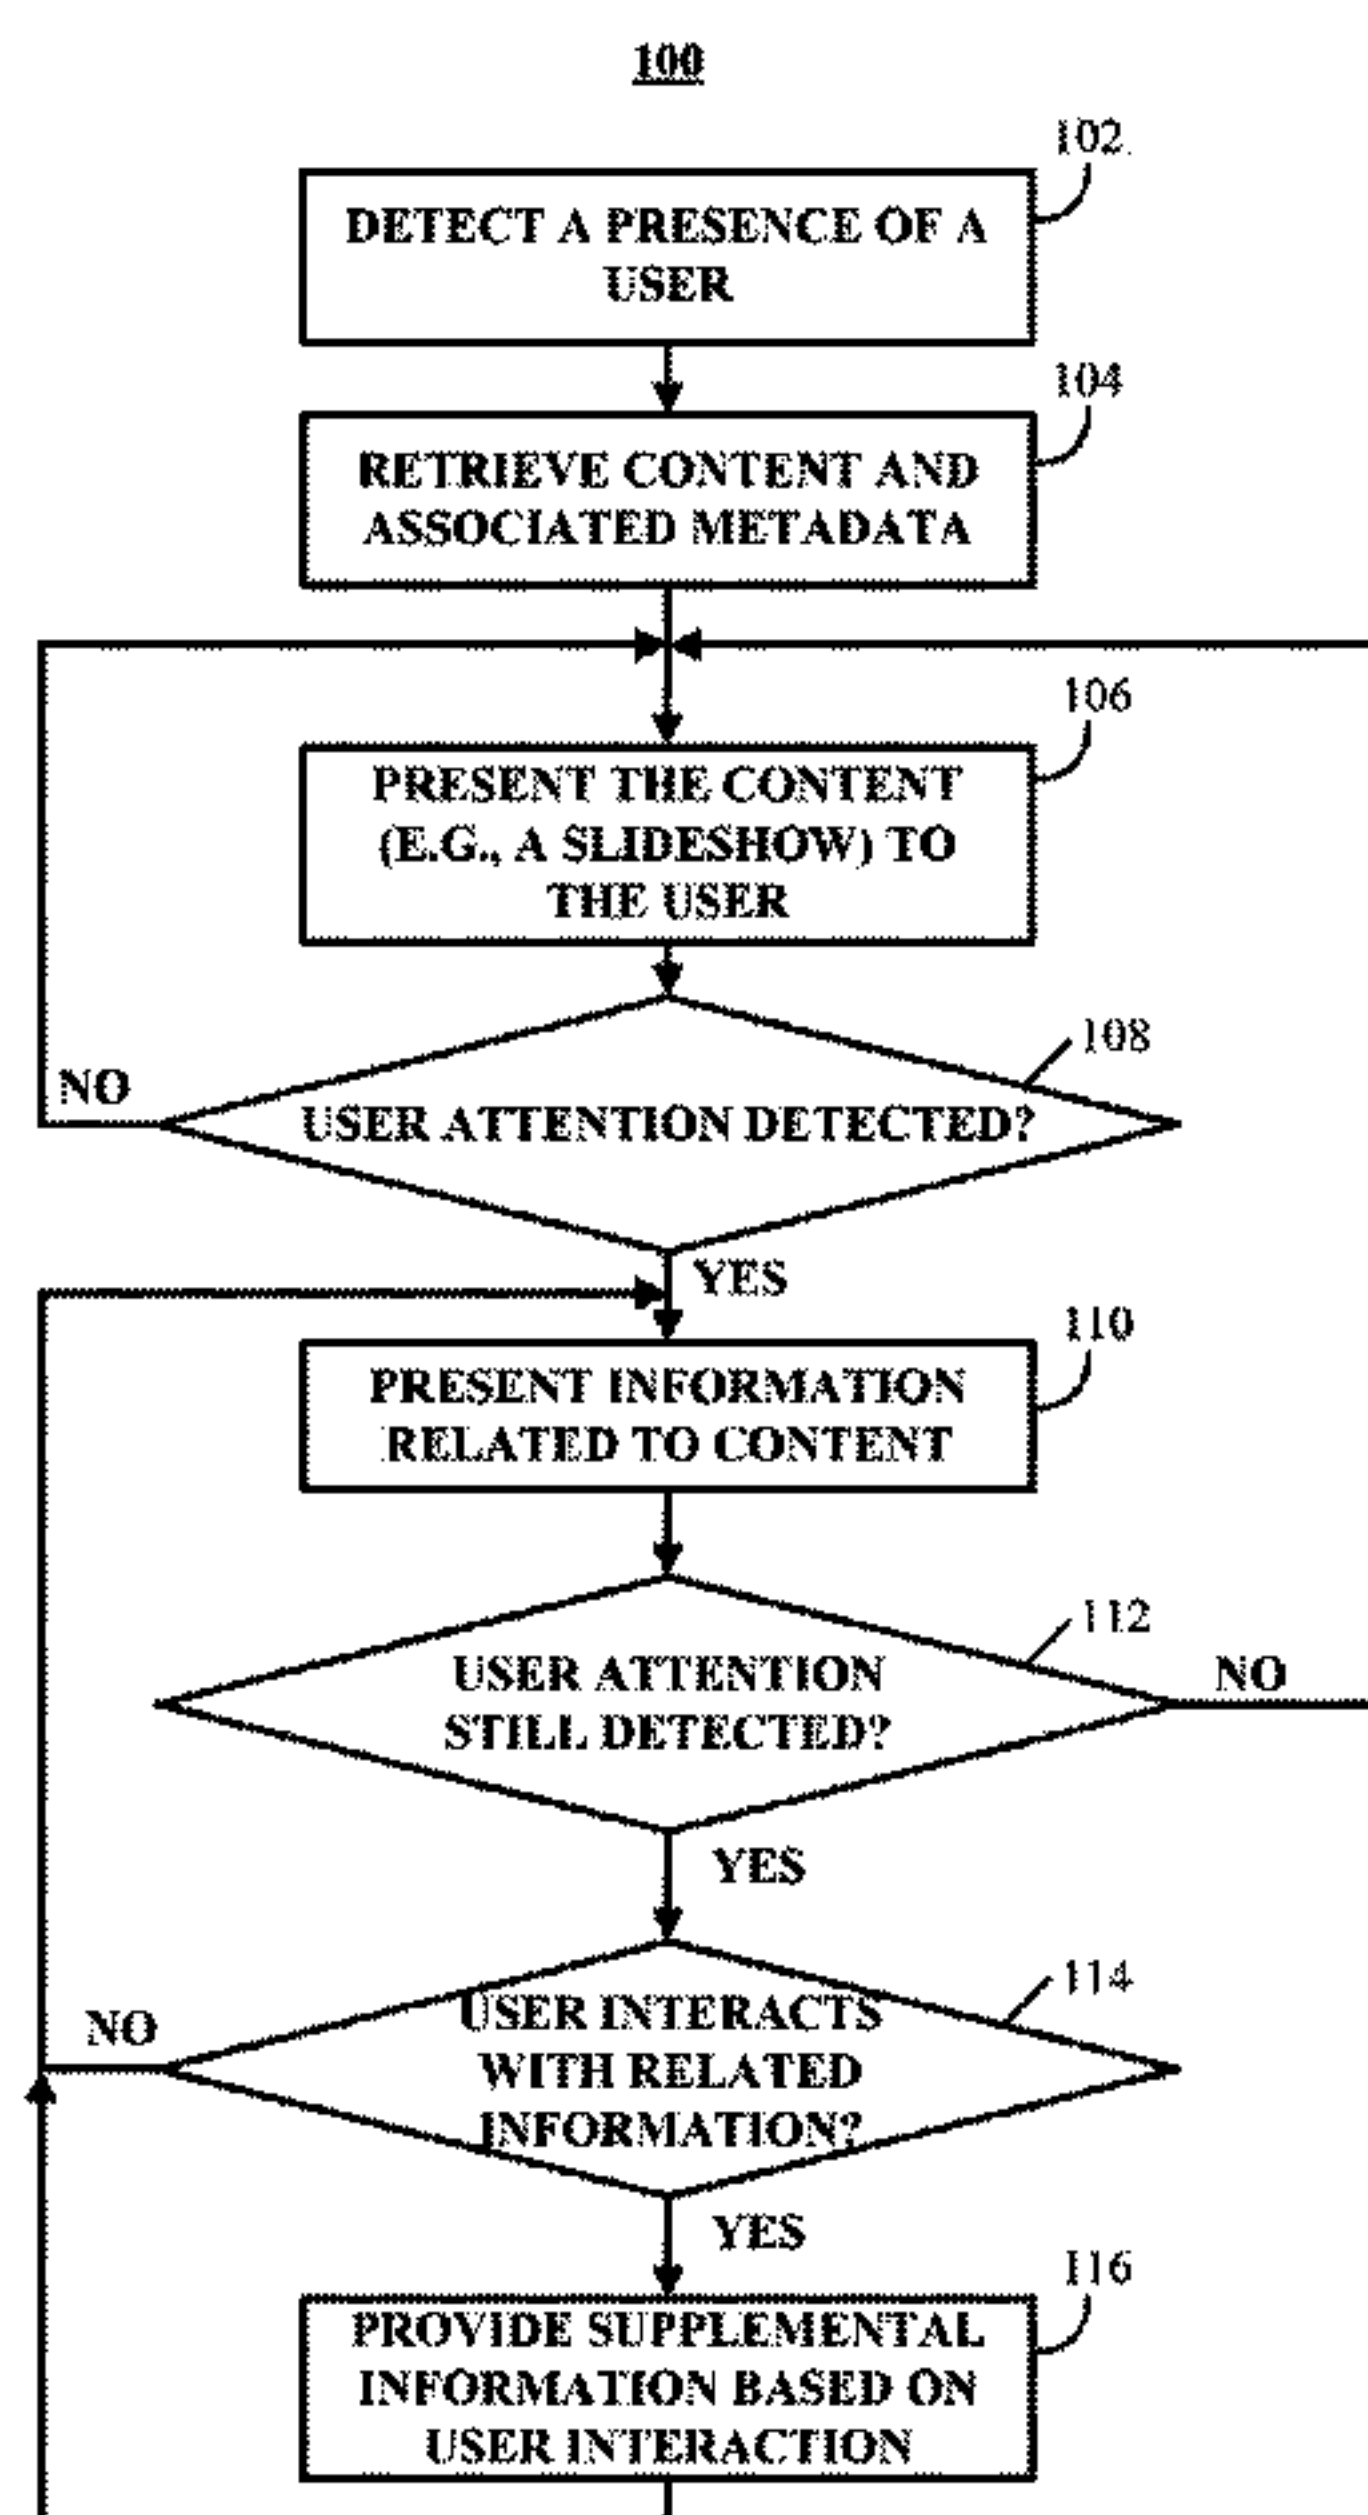 100
102
DETECT A PRESENCE OF A
USER
104
RETRIEVE CONTENT AND
ASSOCIATED METADATA
106
PRESENT THE CONTENT
(E.G., A SLIDESHOW) TO
THE USER
108
NO
USER ATTENTION DETECTED?
YES
110
PRESENT INFORMATION
RELATED TO CONTENT
112
USER ATTENTION
STILL DETECTED?
NO
YES
114
USER INTERACTS
WITH RELATED
INFORMATION?
NO
YES
116
PROVIDE SUPPLEMENTAL
INFORMATION BASED ON
USER INTERACTION